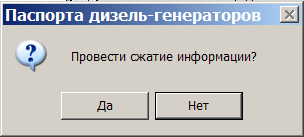 Паспорта дизель-генераторов
Провести сжатие информации?
Да
Нет